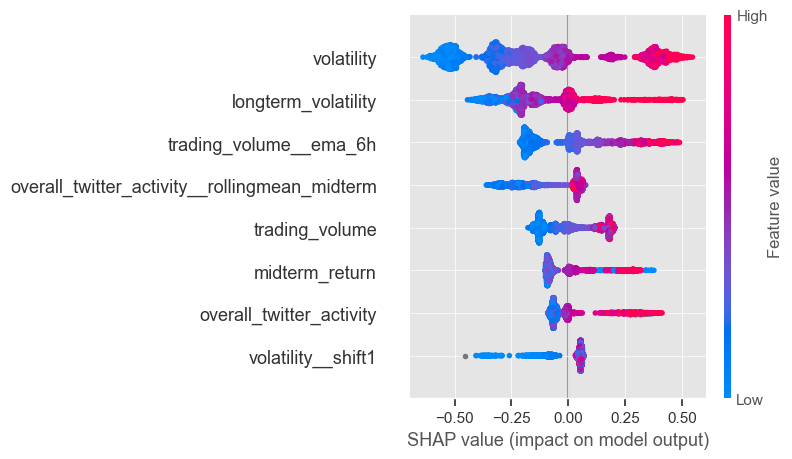 High
volatility
longterm_volatility
trading_volume__ema_6h
overall_twitter_activity__rollingmean_midterm
trading_volume
midterm_return
overall_twitter_activity
volatility__shift1
Feature value
Low
−0.50 −0.25 0.00 0.25 0.50
SHAP value (impact on model output)